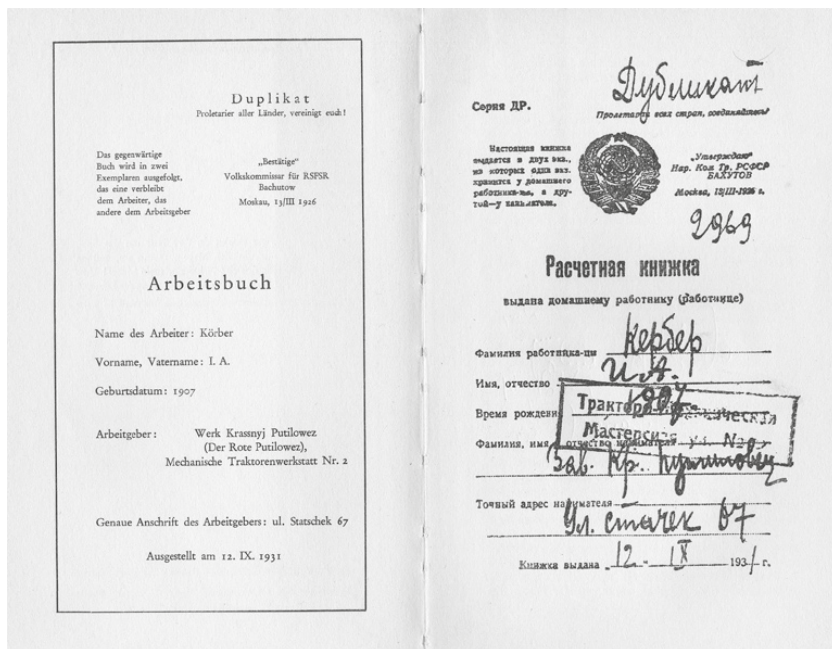 Duplikat
Proletarier aller Länder, vereinigt euch!
Das gegenwärtige
Buch wird in zwei
Exemplaren ausgefolgt,
das eine verbleibt
dem Arbeiter, das
andere dem Arbeitsgeber
„Bestätige"
Volkskommissar für RSFSR
Bachutow
Moskau, 13/III 1926
Arbeitsbuch
Name des Arbeiter: Körber
Vorname, Vatername: I. A.
Geburtsdatum: 1907
Arbeitgeber: Werk Krassnyj Putilowez
(Der Rote Putilowez),
Mechanische Traktorenwerkstatt Nr. 2
Genaue Anschrift des Arbeitgebers: ul. Statschek 67
Ausgestellt am 12. IX. 1931
Дубликат
Серия ДР.
Пролетарии всех стран, соединяйтесь!
Настоящая книжка
выдается в двух экз.,
из которых один экз.
хранится у домашнего
работника-цы, а дру-
гой—у нанимателя.
„Утверждаю"
Нар. Ком Тр. РСФСР
БАХУТОВ
Москва, 13/III-1926 г.
2969
Расчетная книжка
выдана домашнему работнику (работнице)
Фамилия работника-цы Кербер
Имя, отчество И. А.
Время рождения 1907
Тракторо
Мастерская № 2
Фамилия, имя и отчество нанимателя
Зав. Кр. Путиловец
Точный адрес нанимателя
Ул. стачек 67
Книжка выдана „12" IX 1931 г.